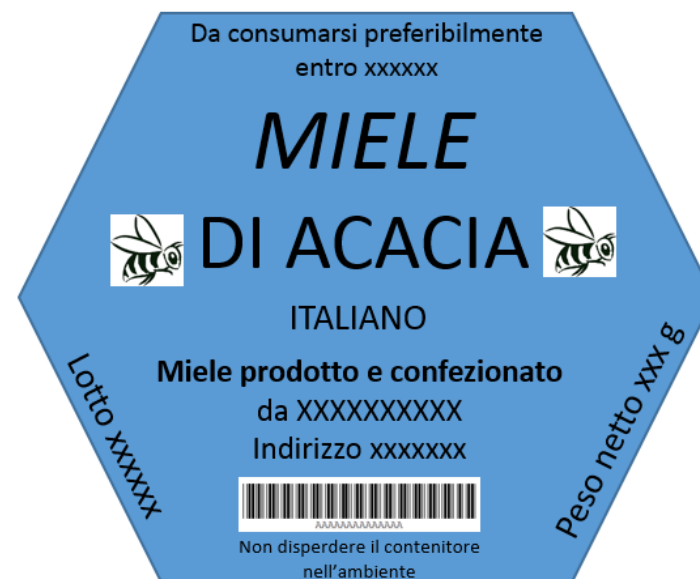 Da consumarsi preferibilmente
entro xxxxxx
MIELE
DI ACACIA
ITALIANO
Miele prodotto e confezionato
da XXXXXXXXXX
Indirizzo xxxxxxx
Lotto xxxxxx
Peso netto xxx g
AAAAAAAAAAAAAA
Non disperdere il contenitore
nell'ambiente